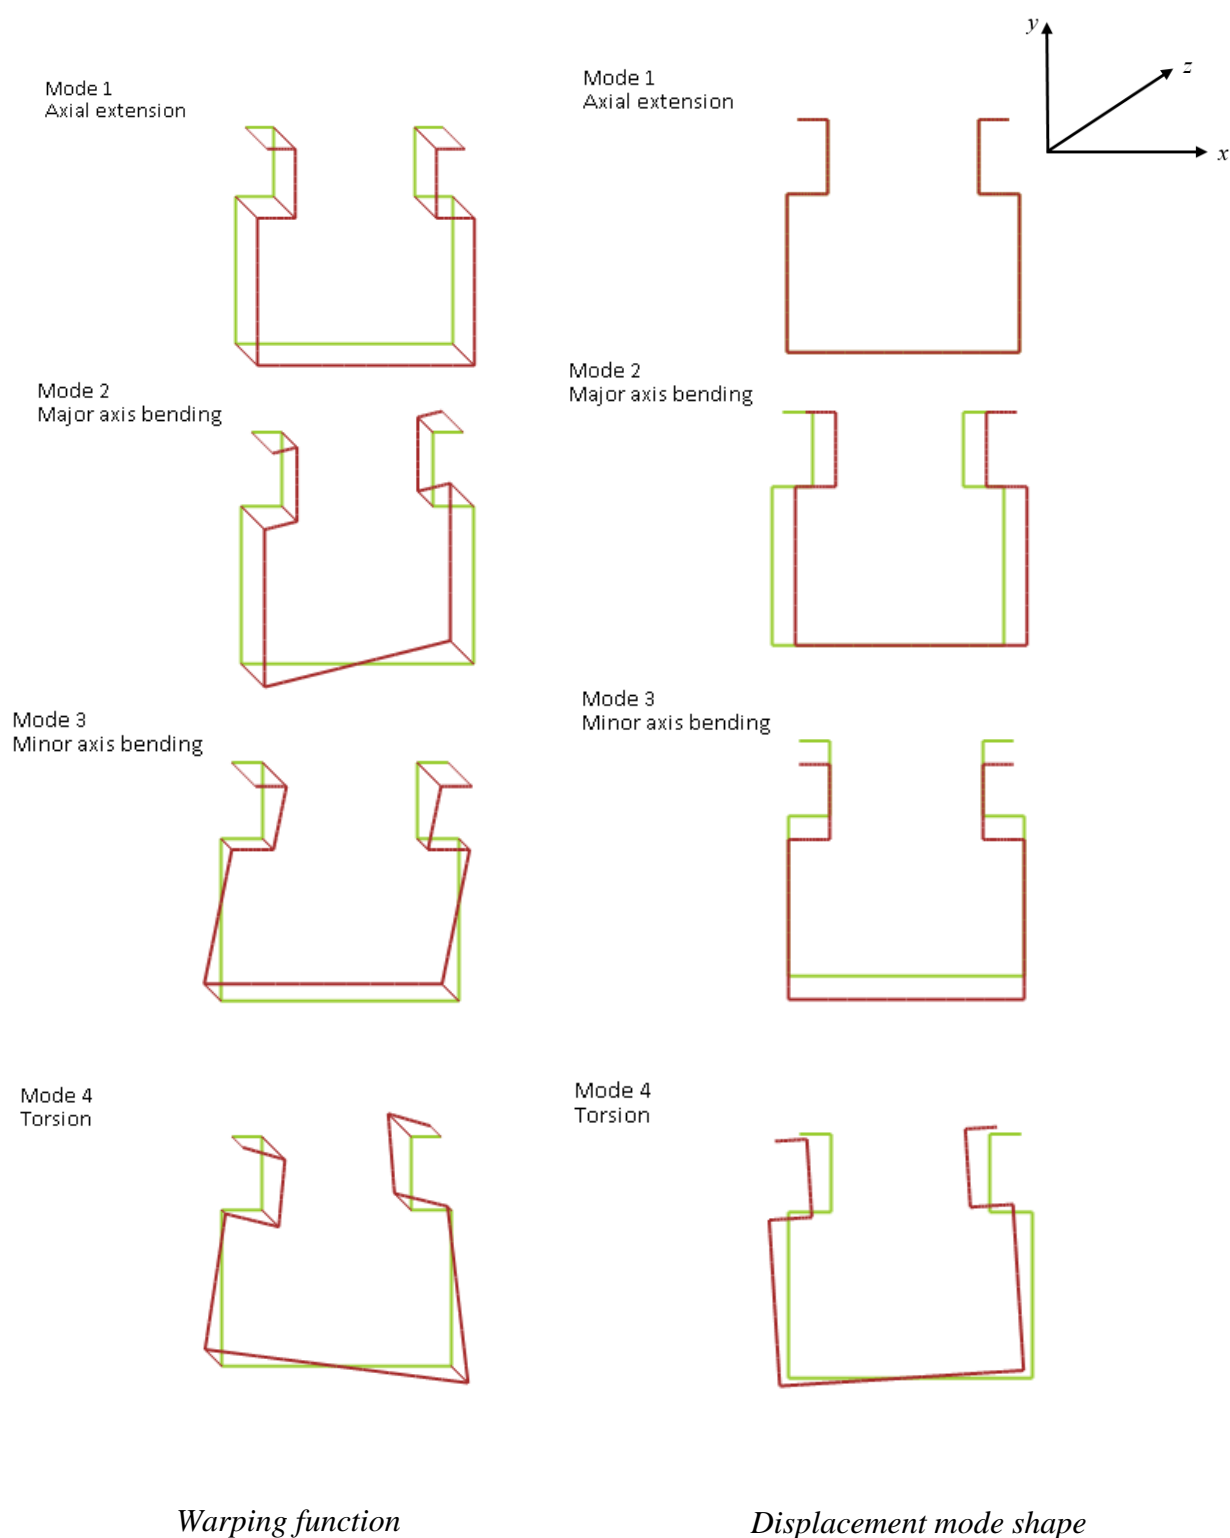 y
z
x
Mode 1
Axial extension
Mode 1
Axial extension
Mode 2
Major axis bending
Mode 2
Major axis bending
Mode 3
Minor axis bending
Mode 3
Minor axis bending
Mode 4
Torsion
Mode 4
Torsion
Warping function
Displacement mode shape